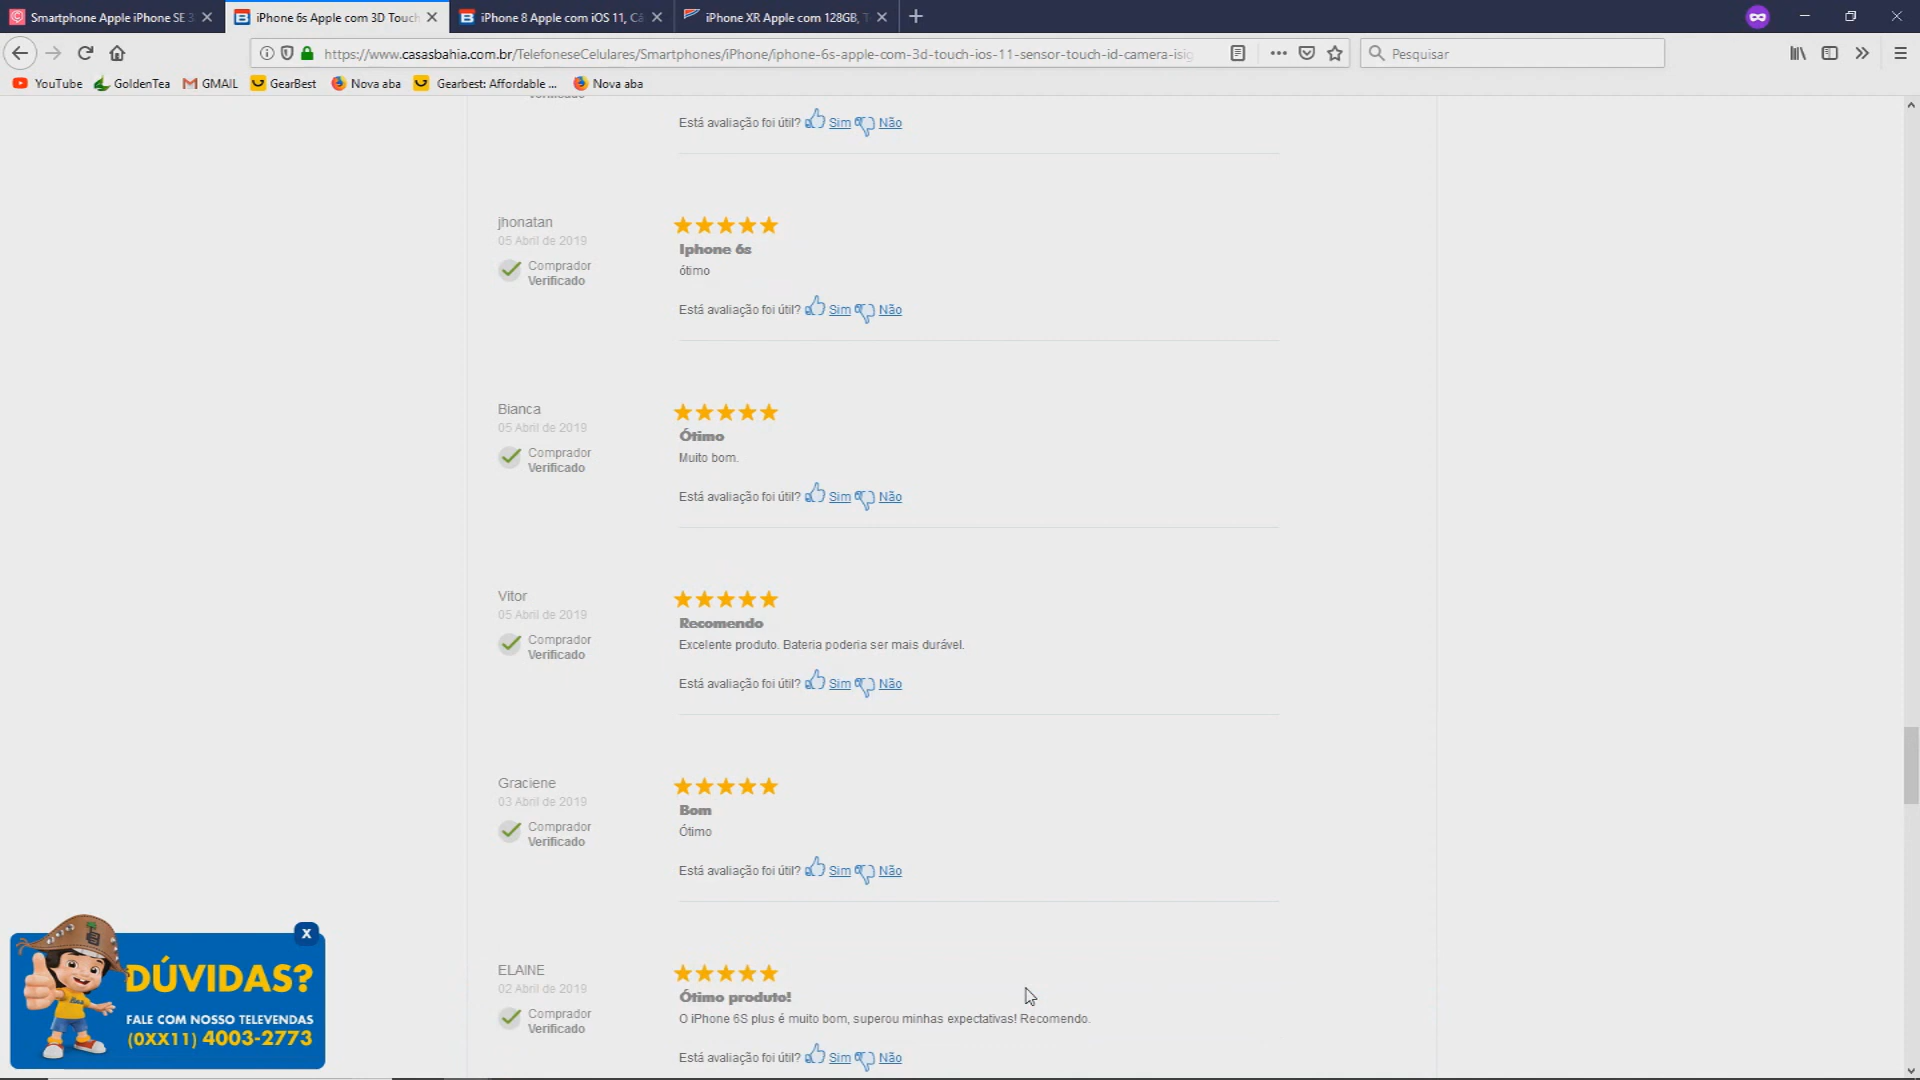 Smartphone Apple iPhone SE 3
iPhone 6s Apple com 3D Touch
iPhone 8 Apple com iOS 11, Câ
iPhone XR Apple com 128GB, T
https://www.casasbahia.com.br/TelefoneseCelulares/Smartphones/iPhone/iphone-6s-apple-com-3d-touch-ios-11-sensor-touch-id-camera-isig
Pesquisar
YouTube
GoldenTea
GMAIL
GearBest
Nova aba
Gearbest: Affordable ...
Nova aba
Verificado
Está avaliação foi útil? Sim Não
jhonatan
05 Abril de 2019
Comprador
Verificado
Iphone 6s
ótimo
Está avaliação foi útil? Sim Não
Bianca
05 Abril de 2019
Comprador
Verificado
Ótimo
Muito bom.
Está avaliação foi útil? Sim Não
Vitor
05 Abril de 2019
Comprador
Verificado
Recomendo
Excelente produto. Bateria poderia ser mais durável.
Está avaliação foi útil? Sim Não
Graciene
03 Abril de 2019
Comprador
Verificado
Bom
Ótimo
Está avaliação foi útil? Sim Não
ELAINE
02 Abril de 2019
Comprador
Verificado
Ótimo produto!
O iPhone 6S plus é muito bom, superou minhas expectativas! Recomendo.
Está avaliação foi útil? Sim Não
X
DÚVIDAS?
FALE COM NOSSO TELEVENDAS
(0XX11) 4003-2773